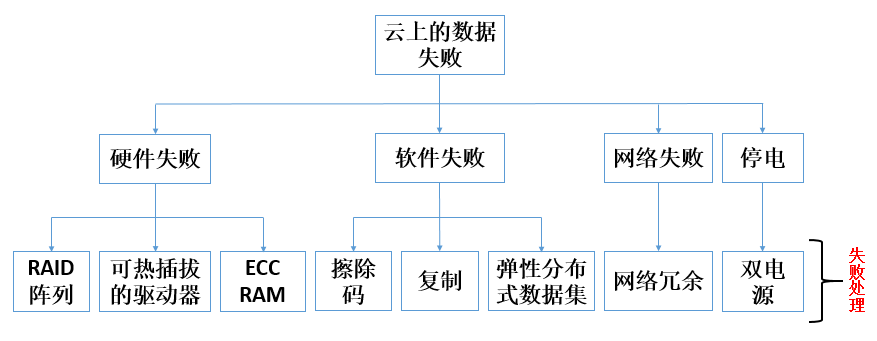 云上的数据
失败
硬件失败
软件失败
网络失败
停电
RAID
阵列
可热插拔
的驱动器
ECC
RAM
擦除
码
复制
弹性分布
式数据集
网络冗余
双电
源
失败处理